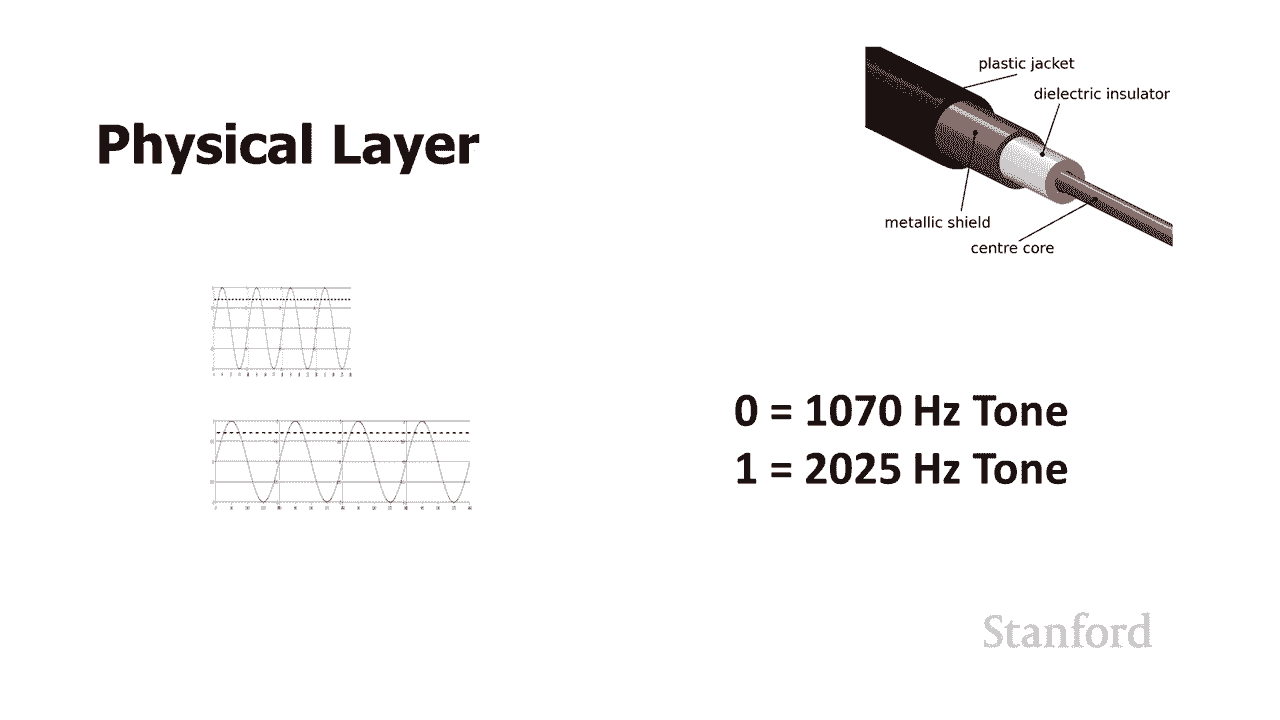 Physical Layer
plastic jacket
dielectric insulator
metallic shield
centre core
0 = 1070 Hz Tone
1 = 2025 Hz Tone
Stanford